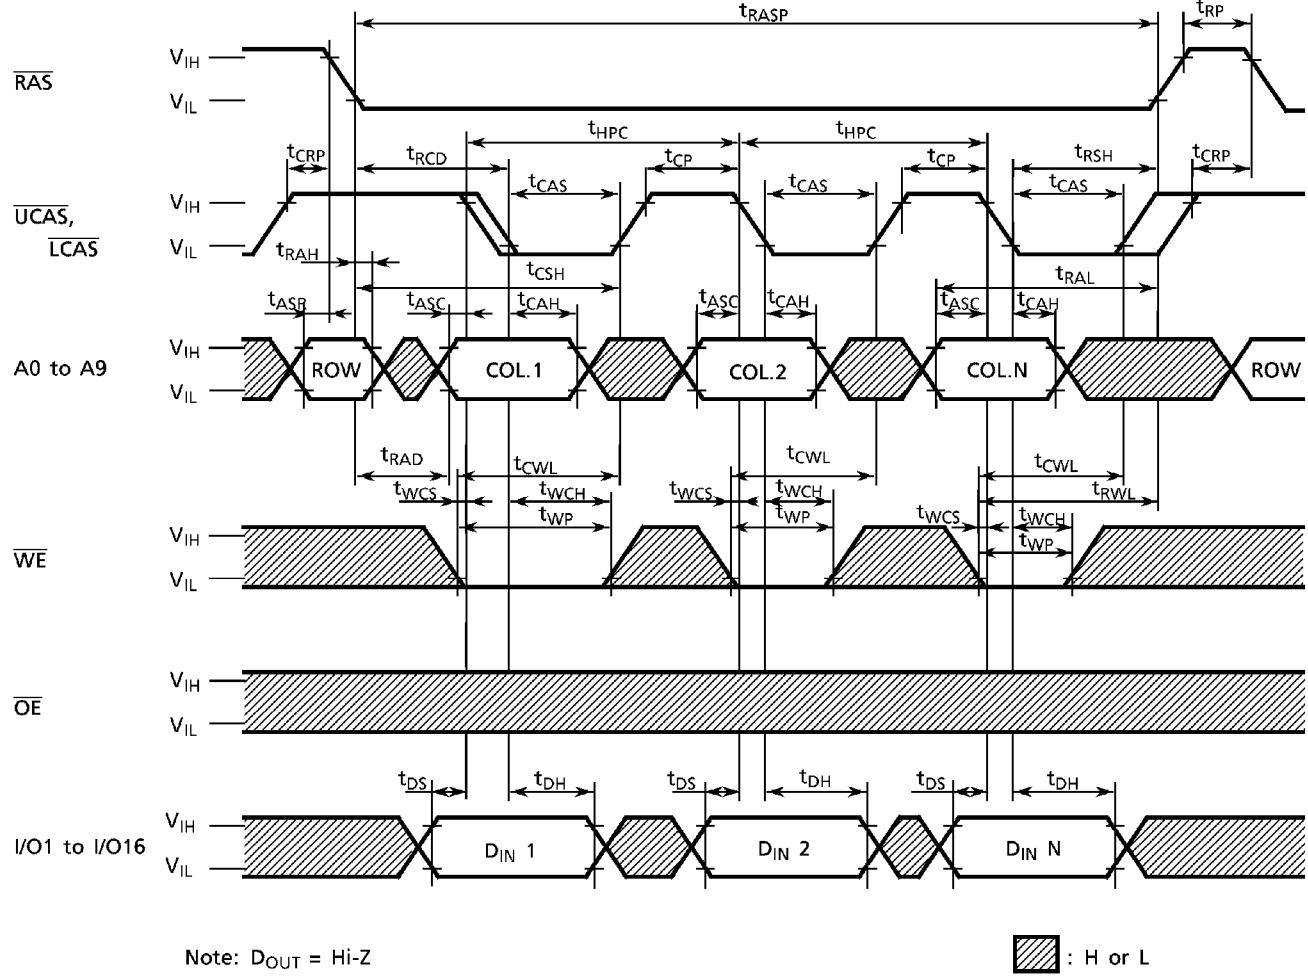 tRASP tRP
RAS VIH
VIL
tHPC tHPC
tCRP tRCD tCP tCP tRSH tCRP
tCAS tCAS tCAS
UCAS, VIH
LCAS VIL
tRAH tCSH tRAL
tASR tASC tCAH tASC tCAH tASC tCAH
A0 to A9 VIH
VIL
ROW COL.1 COL.2 COL.N ROW
tRAD tCWL tCWL tCWL
tWCS tWCH tWCS tWCH tRWL
tWP tWP tWCS tWCH
tWP
WE VIH
VIL
OE VIH
VIL
tDS tDH tDS tDH tDS tDH
I/O1 to I/O16 VIH
VIL
DIN 1 DIN 2 DIN N
Note: DOUT = Hi-Z : H or L